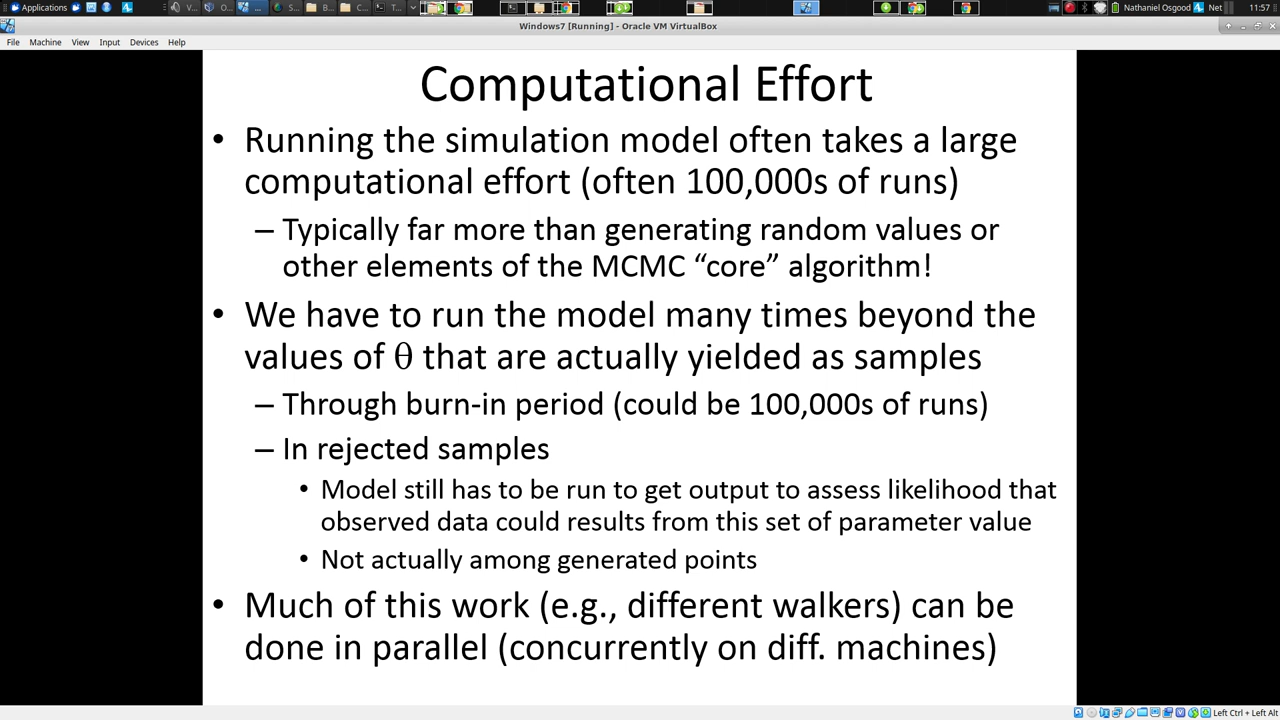 Applications
Nathaniel Osgood
Net
11:57
Windows7 [Running] - Oracle VM VirtualBox
File Machine View Input Devices Help
Computational Effort
• Running the simulation model often takes a large
computational effort (often 100,000s of runs)
– Typically far more than generating random values or
other elements of the MCMC “core” algorithm!
• We have to run the model many times beyond the
values of θ that are actually yielded as samples
– Through burn-in period (could be 100,000s of runs)
– In rejected samples
• Model still has to be run to get output to assess likelihood that
observed data could results from this set of parameter value
• Not actually among generated points
• Much of this work (e.g., different walkers) can be
done in parallel (concurrently on diff. machines)
Left Ctrl + Left Alt